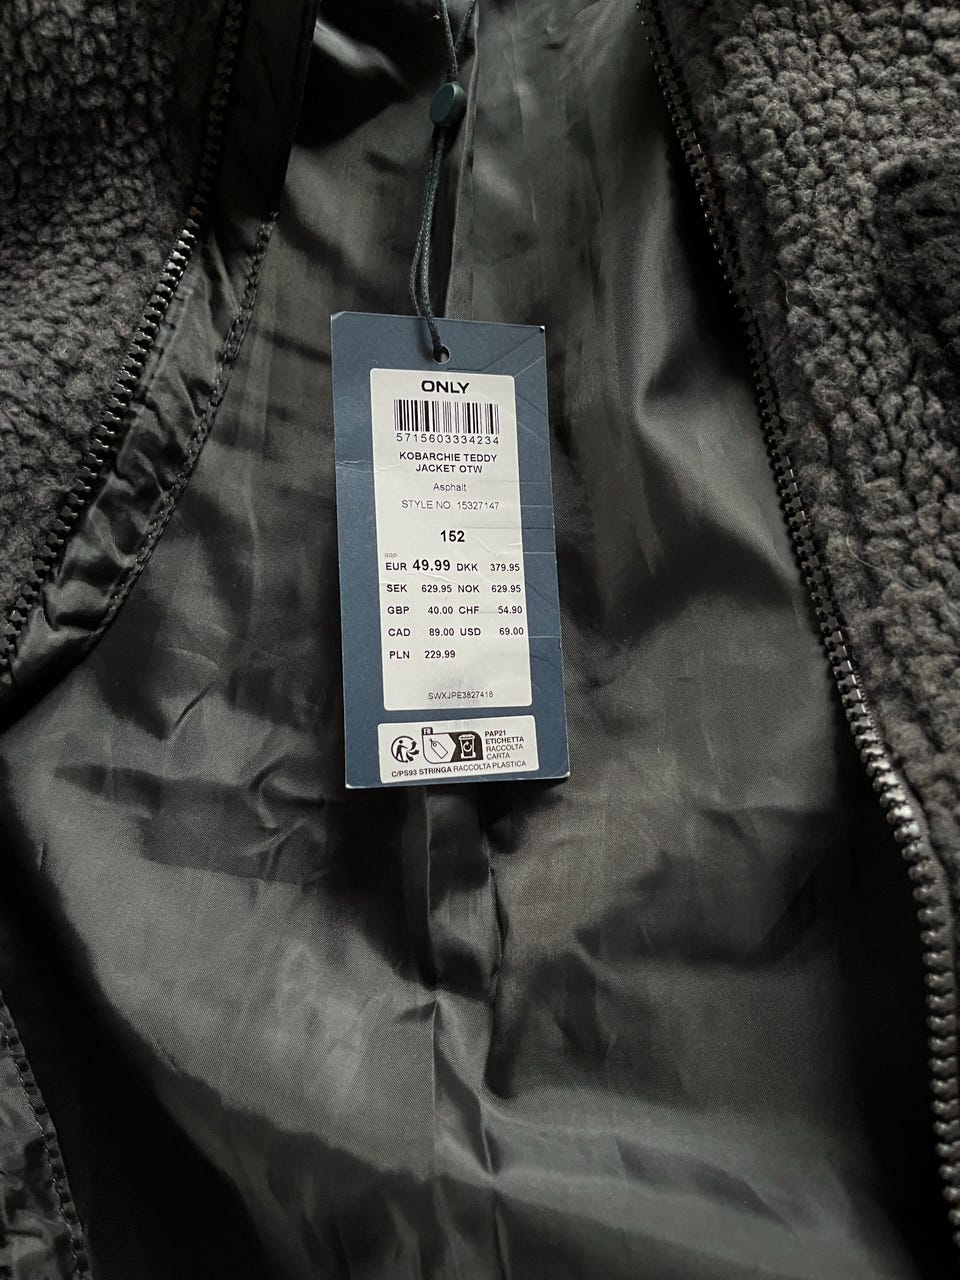 ONLY
5715603334234
KOBARCHIE TEDDY
JACKET OTW
Asphalt
STYLE NO. 15327147
152
RRP
EUR 49.99 DKK 379.95
SEK 629.95 NOK 629.95
GBP 40.00 CHF 54.90
CAD 89.00 USD 69.00
PLN 229.99
SWXJPE3827418
FR
PAP21
ETICHETTA
RACCOLTA
CARTA
C/PS93 STRINGA RACCOLTA PLASTICA